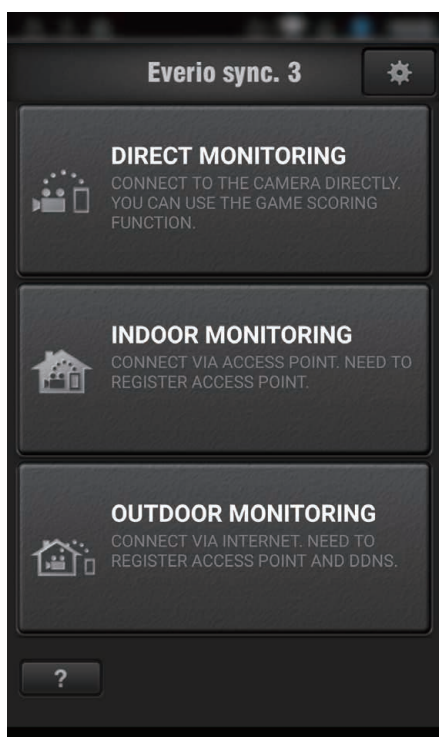 Everio sync. 3
DIRECT MONITORING
CONNECT TO THE CAMERA DIRECTLY.
YOU CAN USE THE GAME SCORING
FUNCTION.
INDOOR MONITORING
CONNECT VIA ACCESS POINT. NEED TO
REGISTER ACCESS POINT.
OUTDOOR MONITORING
CONNECT VIA INTERNET. NEED TO
REGISTER ACCESS POINT AND DDNS.
?